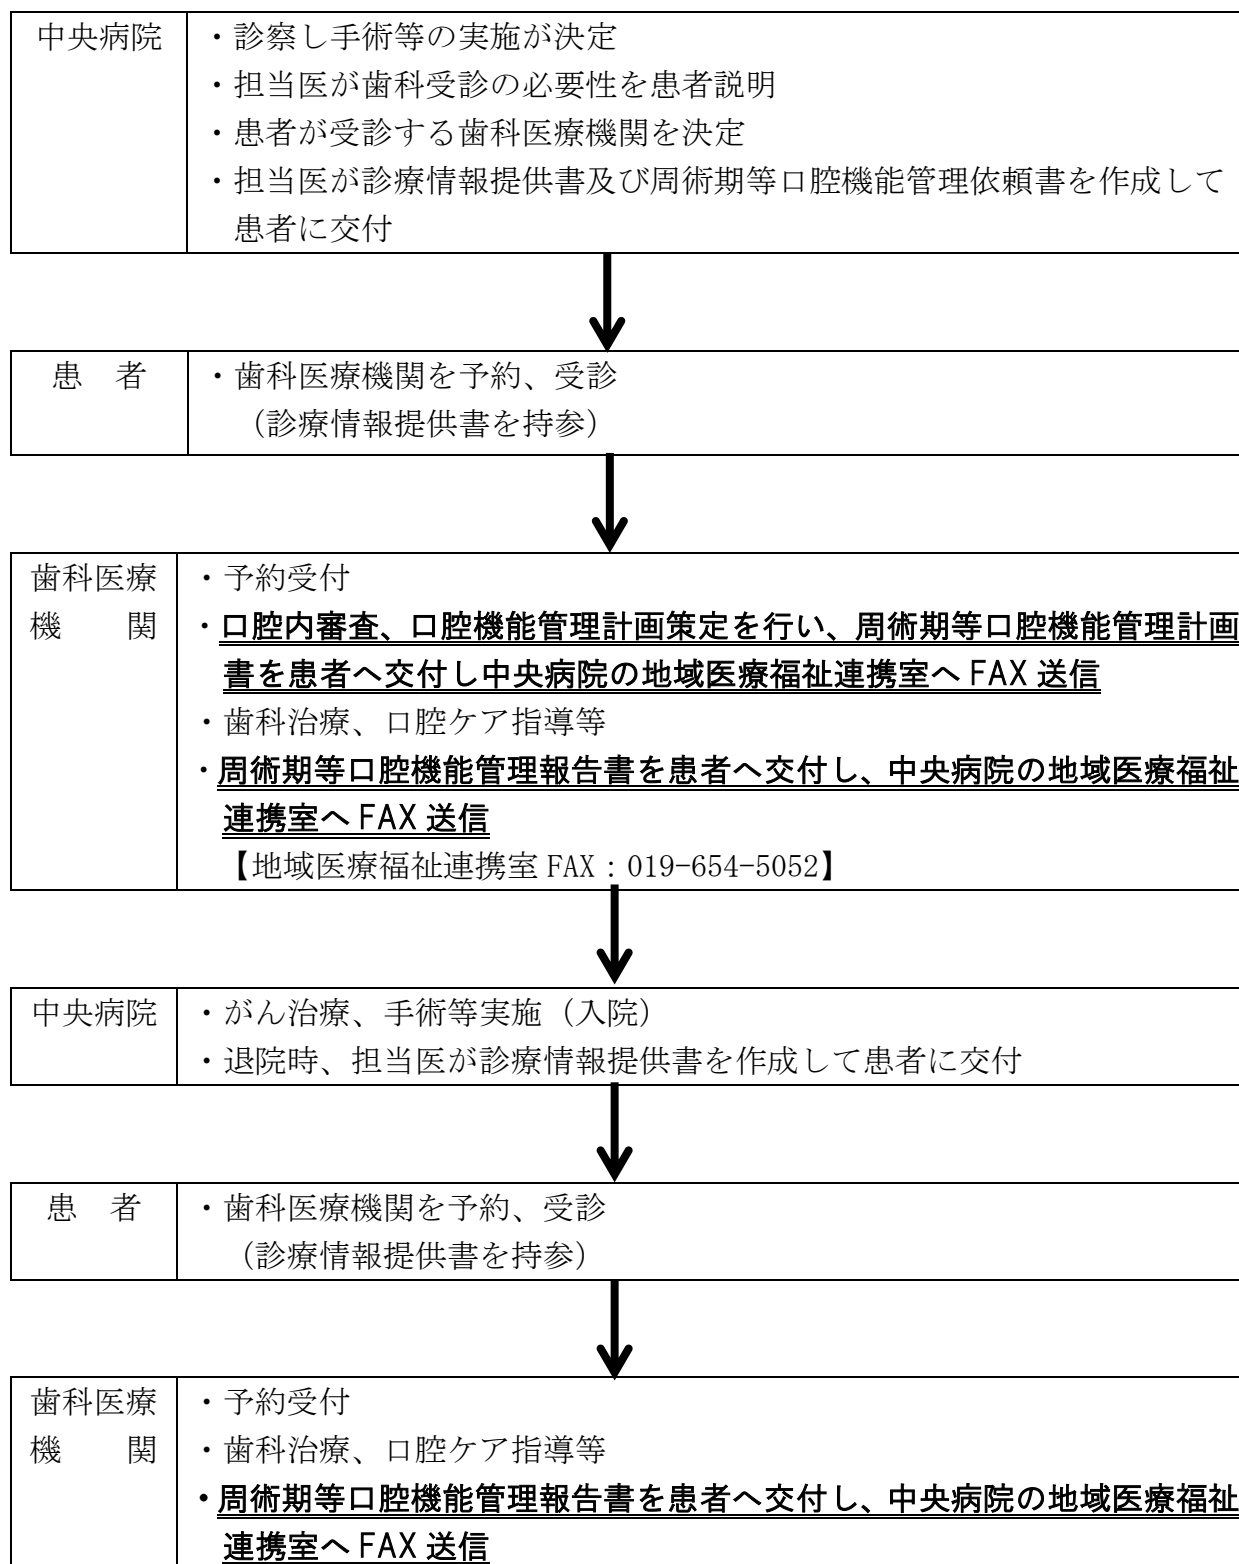 中央病院
・診察し手術等の実施が決定
・担当医が歯科受診の必要性を患者説明
・患者が受診する歯科医療機関を決定
・担当医が診療情報提供書及び周術期等口腔機能管理依頼書を作成して
患者に交付
患　者
・歯科医療機関を予約、受診
（診療情報提供書を持参）
歯科医療
機　　関
・予約受付
・口腔内審査、口腔機能管理計画策定を行い、周術期等口腔機能管理計画
書を患者へ交付し中央病院の地域医療福祉連携室へ FAX 送信
・歯科治療、口腔ケア指導等
・周術期等口腔機能管理報告書を患者へ交付し、中央病院の地域医療福祉
連携室へ FAX 送信
【地域医療福祉連携室 FAX：019-654-5052】
中央病院
・がん治療、手術等実施（入院）
・退院時、担当医が診療情報提供書を作成して患者に交付
患　者
・歯科医療機関を予約、受診
（診療情報提供書を持参）
歯科医療
機　　関
・予約受付
・歯科治療、口腔ケア指導等
・周術期等口腔機能管理報告書を患者へ交付し、中央病院の地域医療福祉
連携室へ FAX 送信